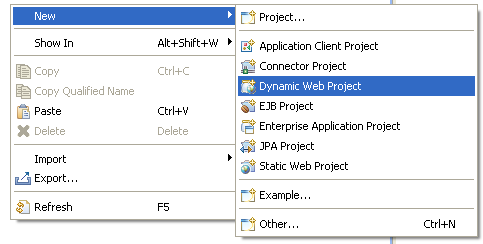 New
Show In Alt+Shift+W
Copy Ctrl+C
Copy Qualified Name
Paste Ctrl+V
Delete Delete
Import
Export...
Refresh F5
Project...
Application Client Project
Connector Project
Dynamic Web Project
EJB Project
Enterprise Application Project
JPA Project
Static Web Project
Example...
Other... Ctrl+N